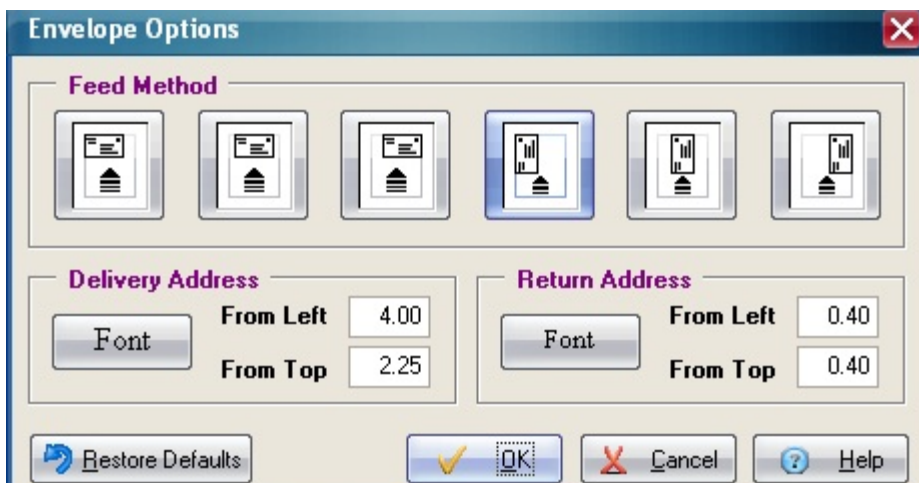 Envelope Options
Feed Method
Delivery Address
Return Address
Font
From Left
4.00
From Top
2.25
Font
From Left
0.40
From Top
0.40
Restore Defaults
OK
Cancel
Help